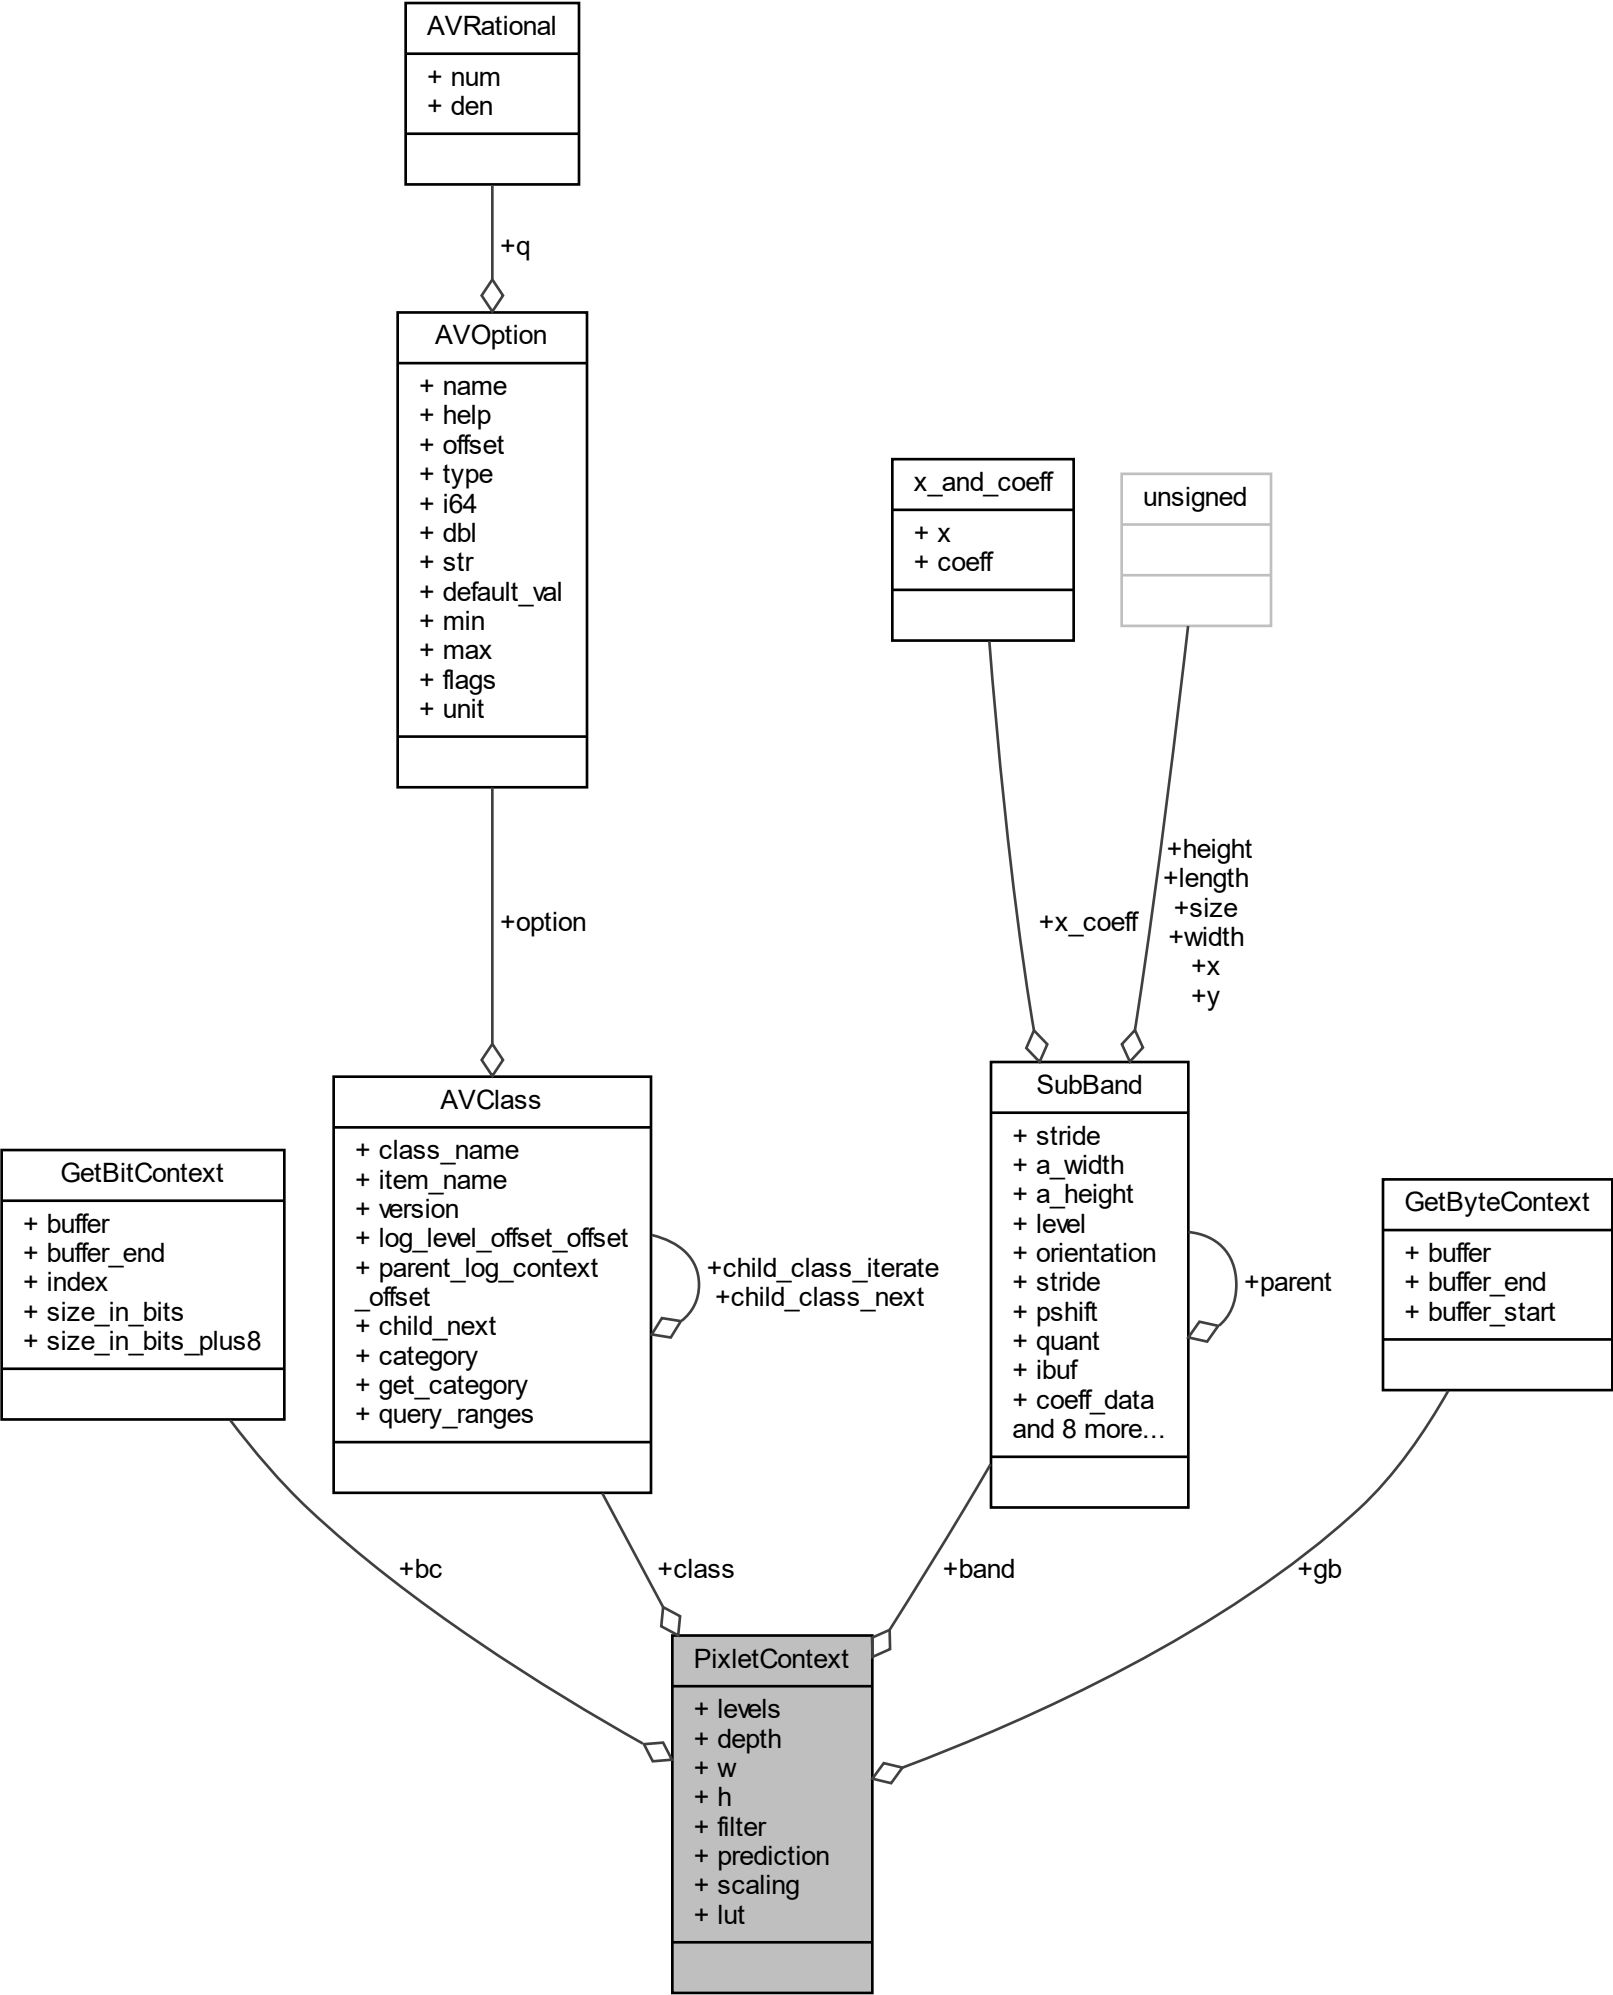 AVRational
+ num
+ den
+q
AVOption
+ name
+ help
+ offset
+ type
+ i64
+ dbl
+ str
+ default_val
+ min
+ max
+ flags
+ unit
x_and_coeff
+ x
+ coeff
unsigned
+option
+x_coeff
+height
+length
+size
+width
+x
+y
GetBitContext
+ buffer
+ buffer_end
+ index
+ size_in_bits
+ size_in_bits_plus8
AVClass
+ class_name
+ item_name
+ version
+ log_level_offset_offset
+ parent_log_context
_offset
+ child_next
+ category
+ get_category
+ query_ranges
+child_class_iterate
+child_class_next
SubBand
+ stride
+ a_width
+ a_height
+ level
+ orientation
+ stride
+ pshift
+ quant
+ ibuf
+ coeff_data
and 8 more...
+parent
GetByteContext
+ buffer
+ buffer_end
+ buffer_start
+bc
+class
+band
+gb
PixletContext
+ levels
+ depth
+ w
+ h
+ filter
+ prediction
+ scaling
+ lut